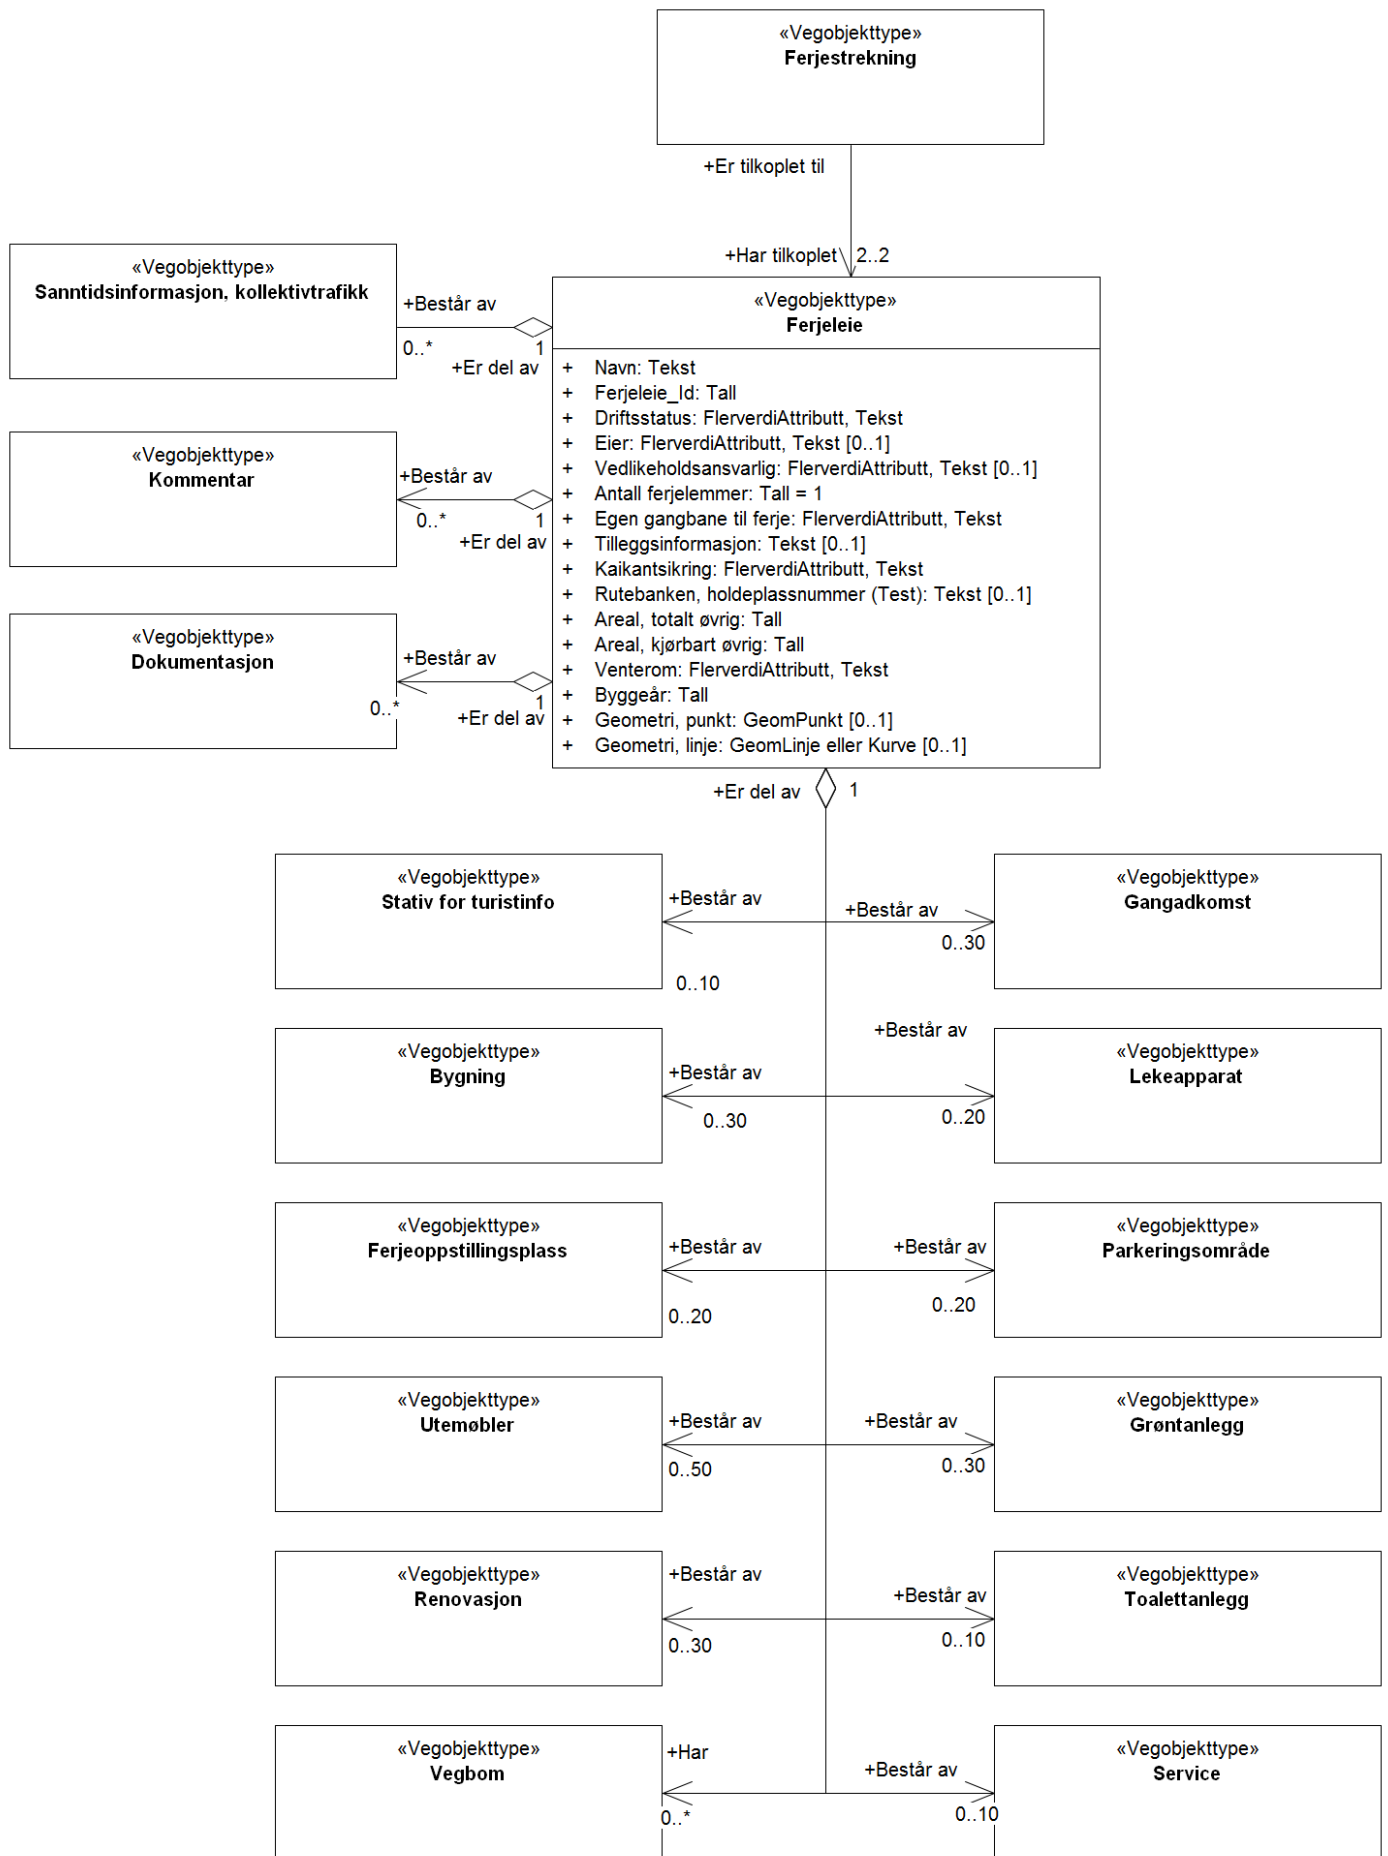 «Vegobjekttype»
Ferjestrekning
+Er tilkoplet til
+Har tilkoplet 2..2
«Vegobjekttype»
Sanntidsinformasjon, kollektivtrafikk
+Består av
0..* 1
+Er del av
«Vegobjekttype»
Kommentar
+Består av
0..* 1
+Er del av
«Vegobjekttype»
Dokumentasjon
+Består av
0..* 1
+Er del av
«Vegobjekttype»
Ferjeleie
+ Navn: Tekst
+ Ferjeleie_Id: Tall
+ Driftsstatus: FlerverdiAttributt, Tekst
+ Eier: FlerverdiAttributt, Tekst [0..1]
+ Vedlikeholdsansvarlig: FlerverdiAttributt, Tekst [0..1]
+ Antall ferjelemmer: Tall = 1
+ Egen gangbane til ferje: FlerverdiAttributt, Tekst
+ Tilleggsinformasjon: Tekst [0..1]
+ Kaikantsikring: FlerverdiAttributt, Tekst
+ Rutebanken, holdeplassnummer (Test): Tekst [0..1]
+ Areal, totalt øvrig: Tall
+ Areal, kjørbart øvrig: Tall
+ Venterom: FlerverdiAttributt, Tekst
+ Byggeår: Tall
+ Geometri, punkt: GeomPunkt [0..1]
+ Geometri, linje: GeomLinje eller Kurve [0..1]
+Er del av 1
«Vegobjekttype»
Stativ for turistinfo
+Består av
0..10
+Består av
0..30
«Vegobjekttype»
Gangadkomst
«Vegobjekttype»
Bygning
+Består av
0..30
+Består av
0..20
«Vegobjekttype»
Lekeapparat
«Vegobjekttype»
Ferjeoppstillingsplass
+Består av
0..20
+Består av
0..20
«Vegobjekttype»
Parkeringsområde
«Vegobjekttype»
Utemøbler
+Består av
0..50
+Består av
0..30
«Vegobjekttype»
Grøntanlegg
«Vegobjekttype»
Renovasjon
+Består av
0..30
+Består av
0..10
«Vegobjekttype»
Toalettanlegg
«Vegobjekttype»
Vegbom
+Har
0..*
+Består av
0..10
«Vegobjekttype»
Service